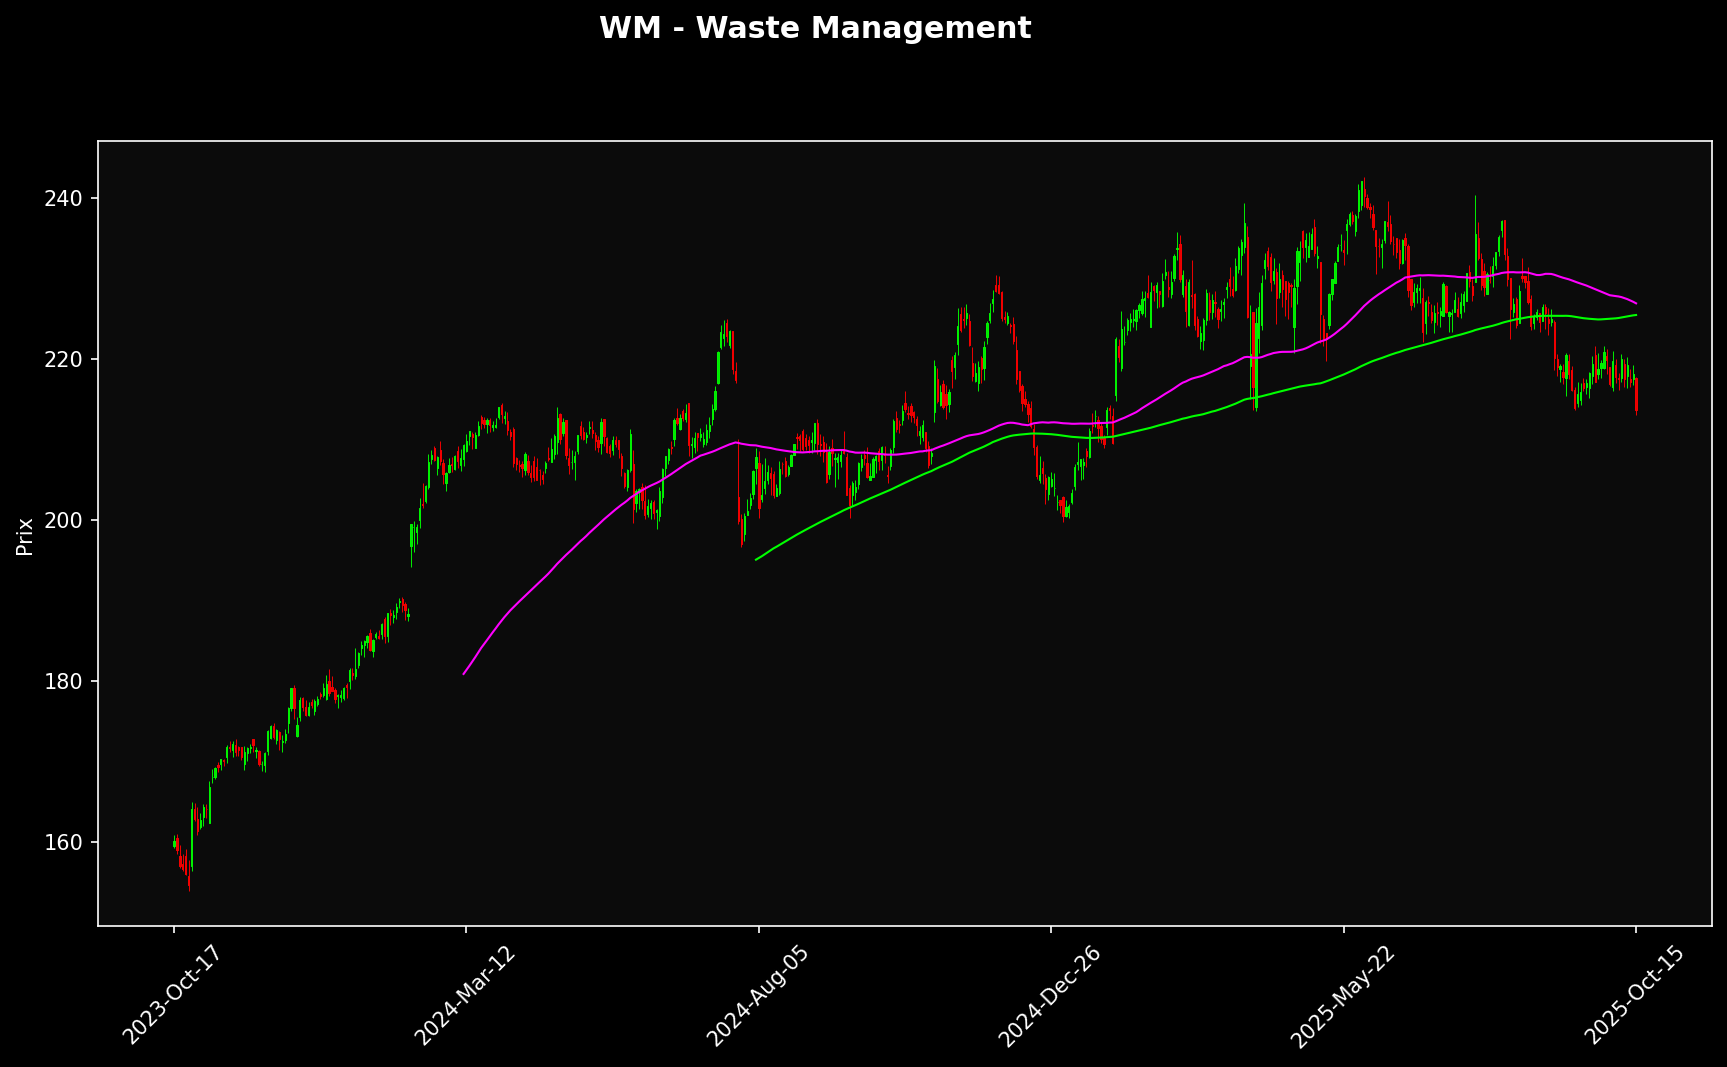 WM - Waste Management
240
220
200
180
160
Prix
2023-Oct-17
2024-Mar-12
2024-Aug-05
2024-Dec-26
2025-May-22
2025-Oct-15